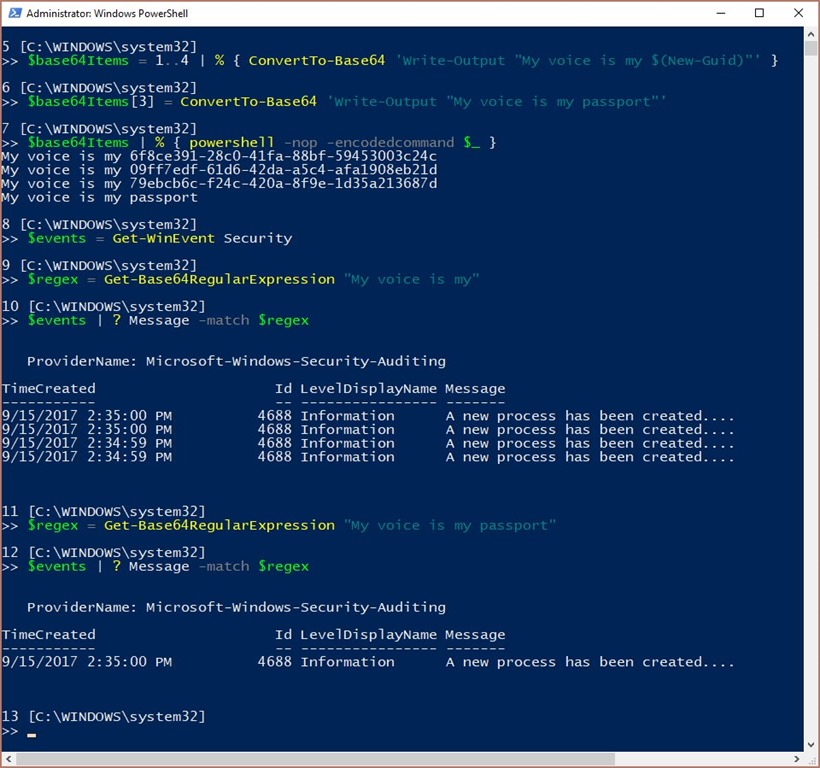 Administrator: Windows PowerShell
5 [C:\WINDOWS\system32]
>> $base64Items = 1..4 | % { ConvertTo-Base64 'Write-Output "My voice is my $(New-Guid)"' }
6 [C:\WINDOWS\system32]
>> $base64Items[3] = ConvertTo-Base64 'Write-Output "My voice is my passport"'
7 [C:\WINDOWS\system32]
>> $base64Items | % { powershell -nop -encodedcommand $_ }
My voice is my 6f8ce391-28c0-41fa-88bf-59453003c24c
My voice is my 09ff7edf-61d6-42da-a5c4-afa1908eb21d
My voice is my 79ebcb6c-f24c-420a-8f9e-1d35a213687d
My voice is my passport
8 [C:\WINDOWS\system32]
>> $events = Get-WinEvent Security
9 [C:\WINDOWS\system32]
>> $regex = Get-Base64RegularExpression "My voice is my"
10 [C:\WINDOWS\system32]
>> $events | ? Message -match $regex
ProviderName: Microsoft-Windows-Security-Auditing
TimeCreated Id LevelDisplayName Message
----------- -- ---------------- -------
9/15/2017 2:35:00 PM 4688 Information A new process has been created....
9/15/2017 2:35:00 PM 4688 Information A new process has been created....
9/15/2017 2:34:59 PM 4688 Information A new process has been created....
9/15/2017 2:34:59 PM 4688 Information A new process has been created....
11 [C:\WINDOWS\system32]
>> $regex = Get-Base64RegularExpression "My voice is my passport"
12 [C:\WINDOWS\system32]
>> $events | ? Message -match $regex
ProviderName: Microsoft-Windows-Security-Auditing
TimeCreated Id LevelDisplayName Message
----------- -- ---------------- -------
9/15/2017 2:35:00 PM 4688 Information A new process has been created....
13 [C:\WINDOWS\system32]
>> _